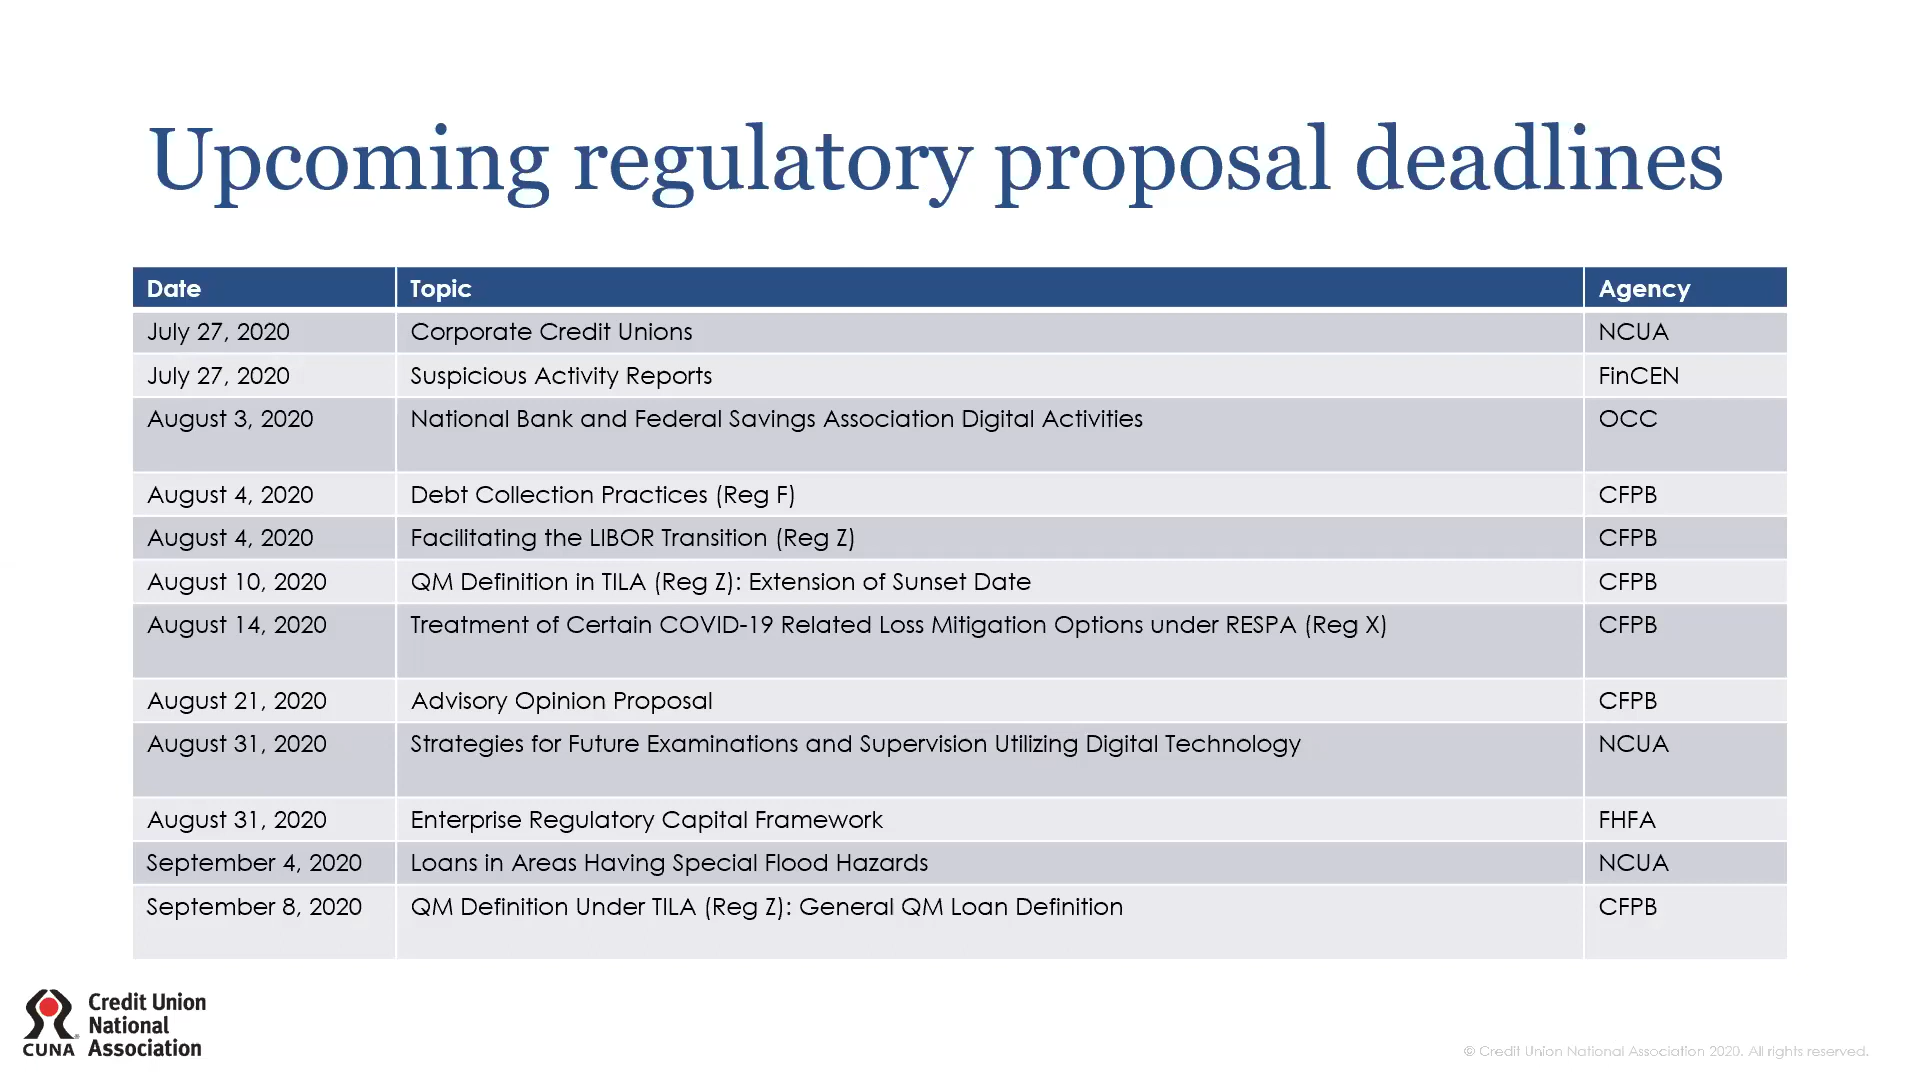 Upcoming regulatory proposal deadlines
Date Topic Agency
July 27, 2020 Corporate Credit Unions NCUA
July 27, 2020 Suspicious Activity Reports FinCEN
August 3, 2020 National Bank and Federal Savings Association Digital Activities OCC
August 4, 2020 Debt Collection Practices (Reg F) CFPB
August 4, 2020 Facilitating the LIBOR Transition (Reg Z) CFPB
August 10, 2020 QM Definition in TILA (Reg Z): Extension of Sunset Date CFPB
August 14, 2020 Treatment of Certain COVID-19 Related Loss Mitigation Options under RESPA (Reg X) CFPB
August 21, 2020 Advisory Opinion Proposal CFPB
August 31, 2020 Strategies for Future Examinations and Supervision Utilizing Digital Technology NCUA
August 31, 2020 Enterprise Regulatory Capital Framework FHFA
September 4, 2020 Loans in Areas Having Special Flood Hazards NCUA
September 8, 2020 QM Definition Under TILA (Reg Z): General QM Loan Definition CFPB
Credit Union
National
CUNA® Association
© Credit Union National Association 2020. All rights reserved.